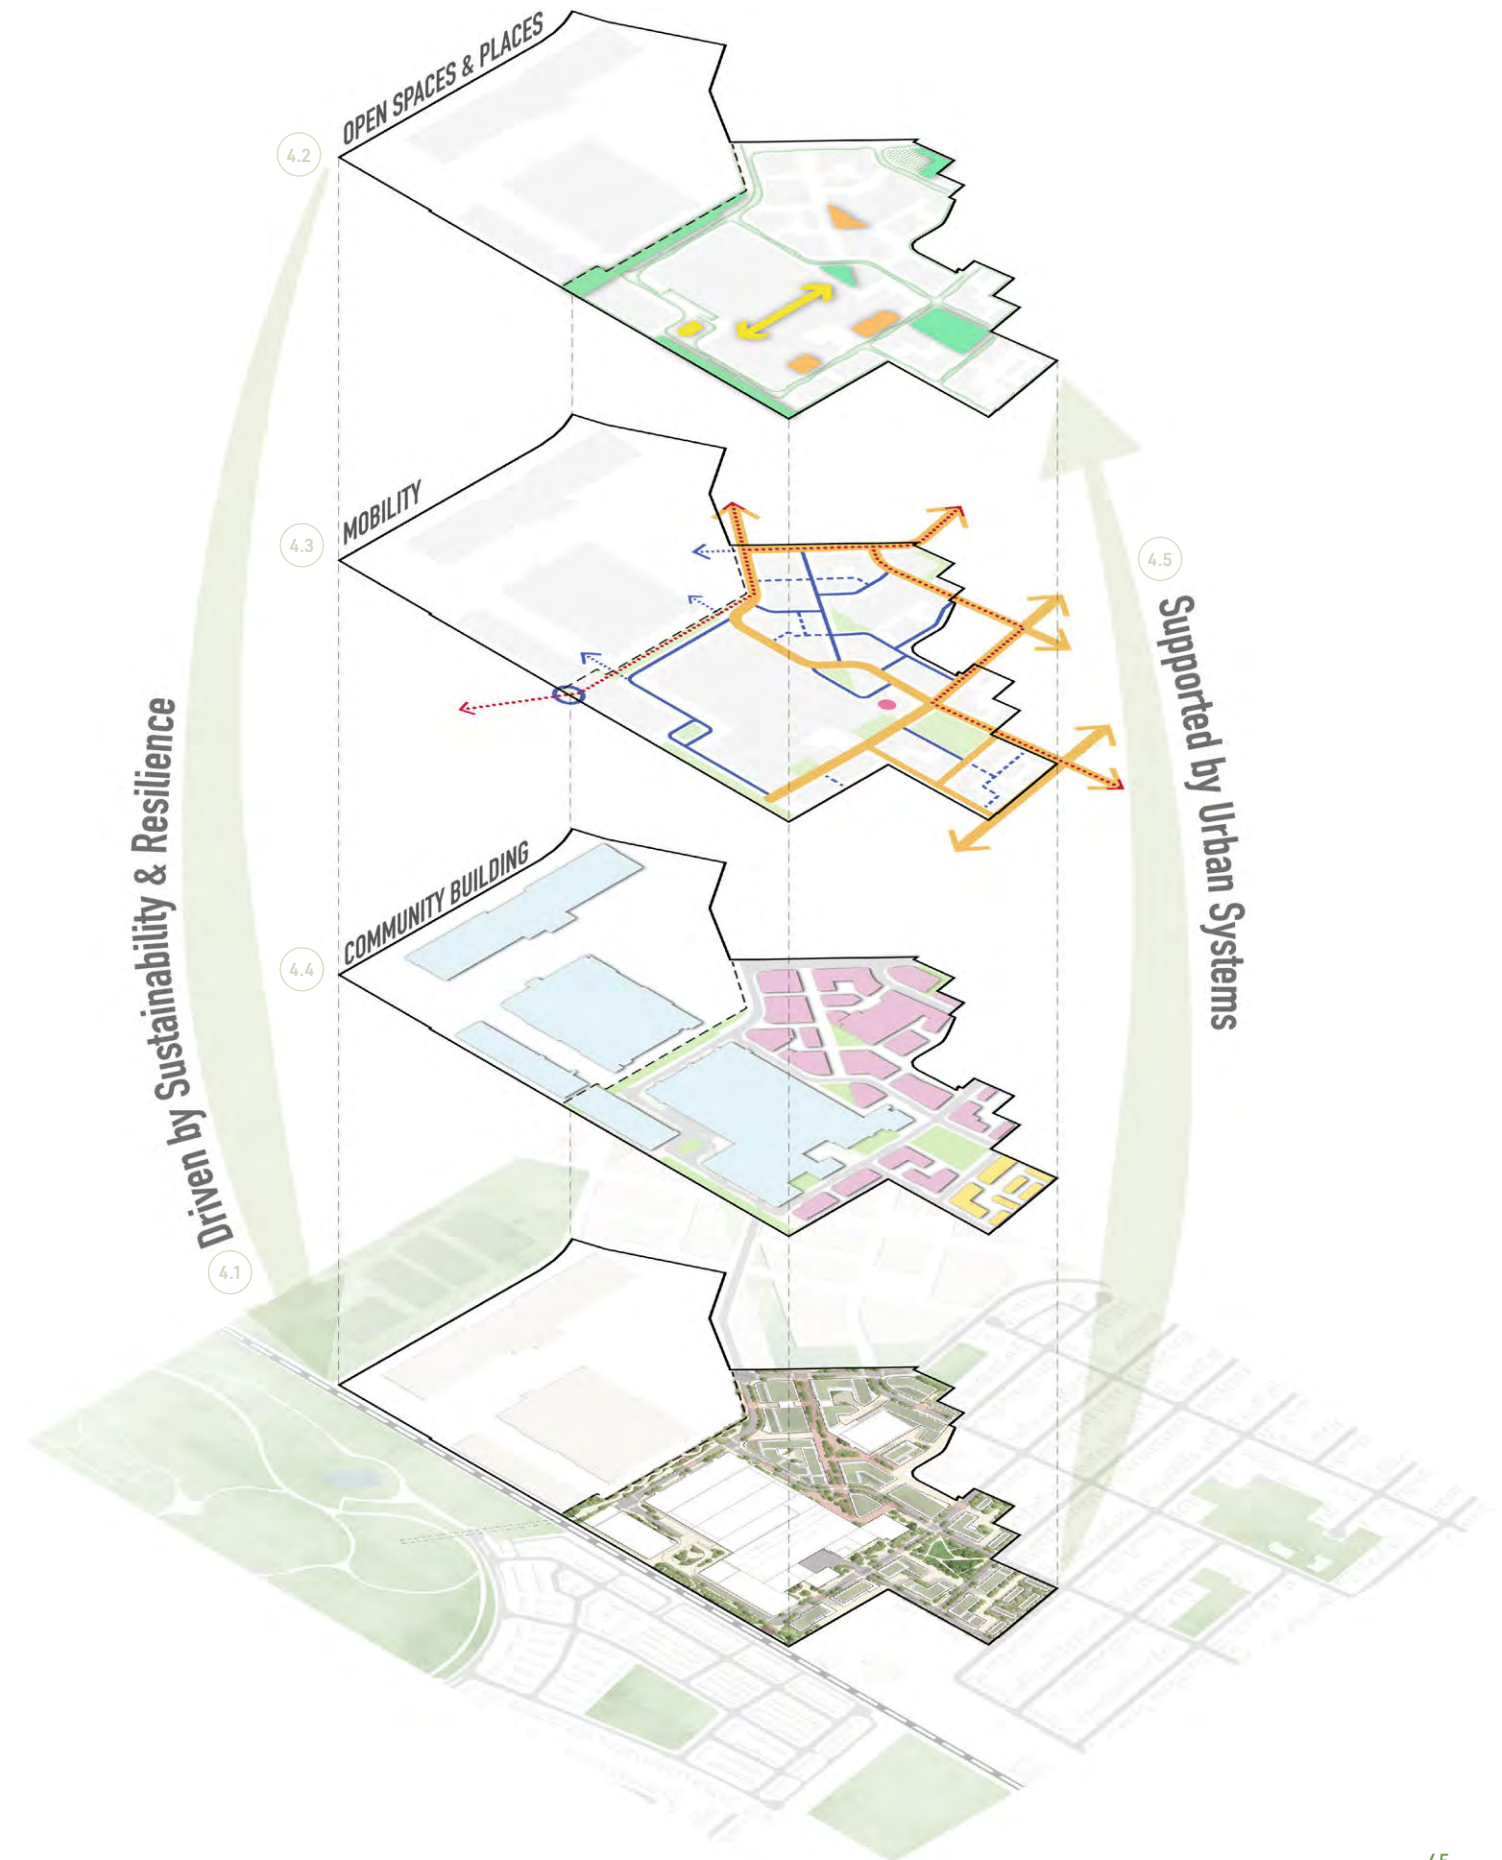 OPEN SPACES & PLACES
4.2
MOBILITY
4.3
4.5
Supported by Urban Systems
Driven by Sustainability & Resilience
COMMUNITY BUILDING
4.4
4.1